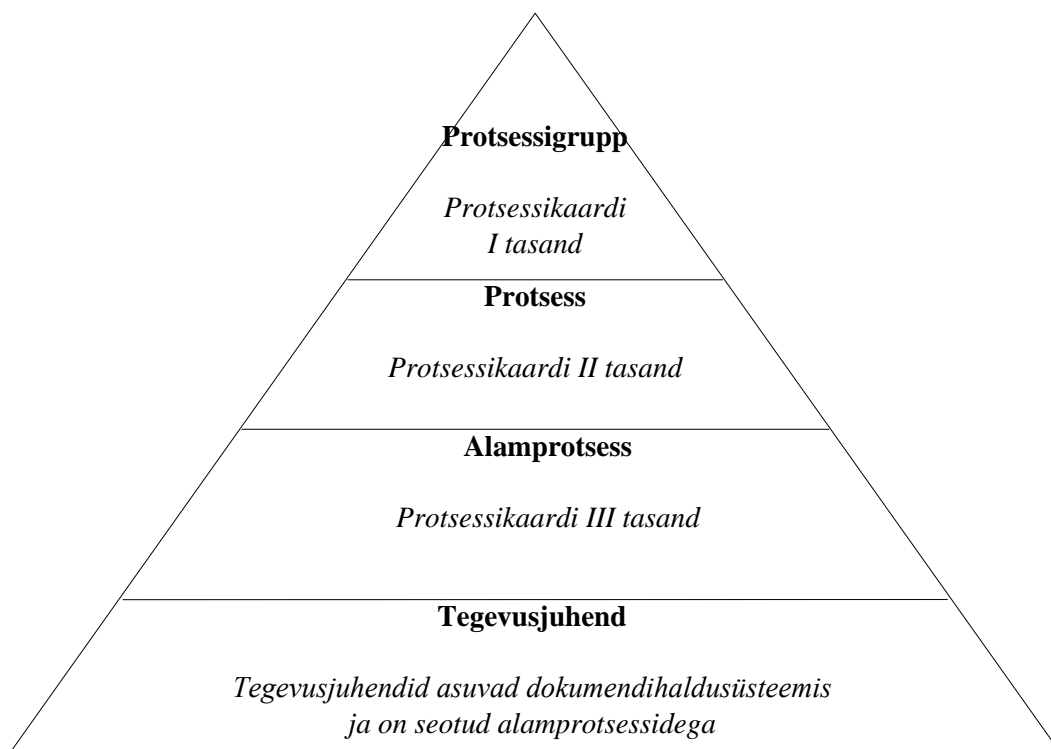 Protsessigrupp
Protsessikaardi
I tasand
Protsess
Protsessikaardi II tasand
Alamprotsess
Protsessikaardi III tasand
Tegevusjuhend
Tegevusjuhendid asuvad dokumendihaldusüsteemis
ja on seotud alamprotsessidega